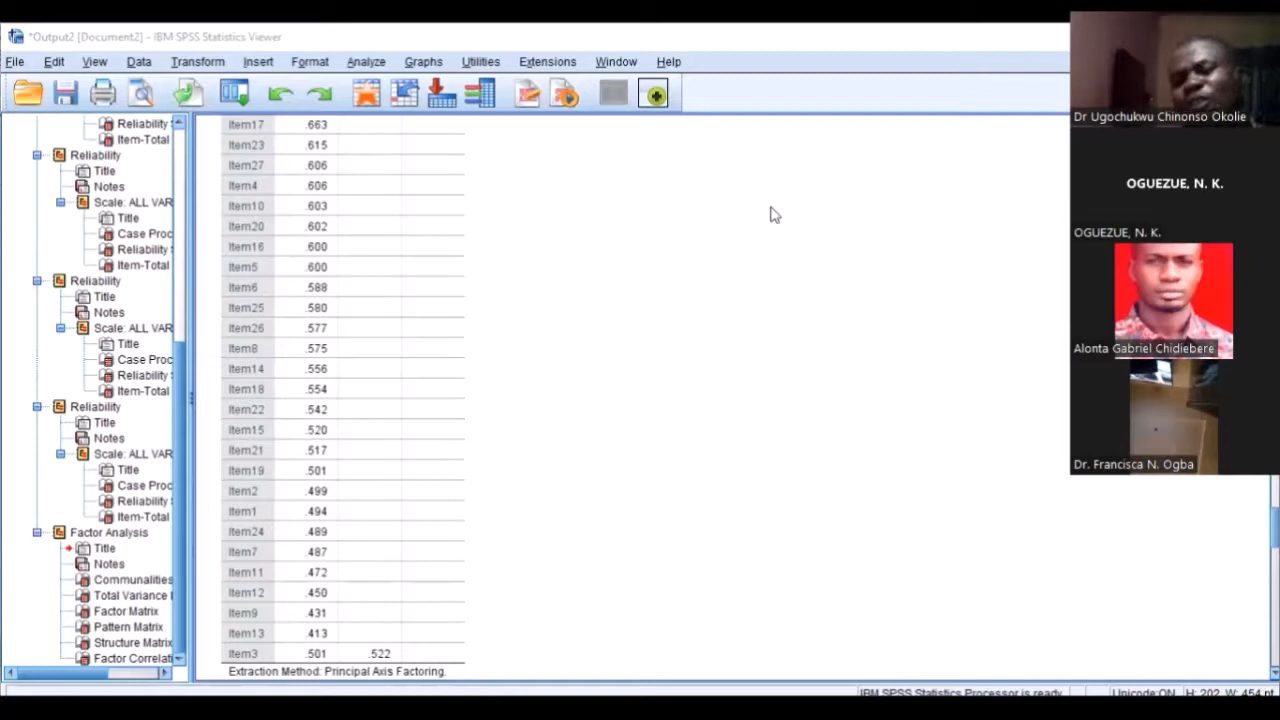 *Output2 [Document2] - IBM SPSS Statistics Viewer
File Edit View Data Transform Insert Format Analyze Graphs Utilities Extensions Window Help
Reliability
Item-Total
Reliability
Title
Notes
Scale: ALL VAR
Title
Case Proc
Reliability
Item-Total
Reliability
Title
Notes
Scale: ALL VAR
Title
Case Proc
Reliability
Item-Total
Reliability
Title
Notes
Scale: ALL VAR
Title
Case Proc
Reliability
Item-Total
Factor Analysis
Title
Notes
Communalities
Total Variance
Factor Matrix
Pattern Matrix
Structure Matrix
Factor Correlati
Item17 .663
Item23 .615
Item27 .606
Item4 .606
Item10 .603
Item20 .602
Item16 .600
Item5 .600
Item6 .588
Item25 .580
Item26 .577
Item8 .575
Item14 .556
Item18 .554
Item22 .542
Item15 .520
Item21 .517
Item19 .501
Item2 .499
Item1 .494
Item24 .489
Item7 .487
Item11 .472
Item12 .450
Item9 .431
Item13 .413
Item3 .501 .522
Extraction Method: Principal Axis Factoring.
Dr Ugochukwu Chinonso Okolie
OGUEZUE, N. K.
OGUEZUE, N. K.
Alonta Gabriel Chidiebere
Dr. Francisca N. Ogba
IBM SPSS Statistics Processor is ready
Unicode:ON H: 202, W: 454 pt